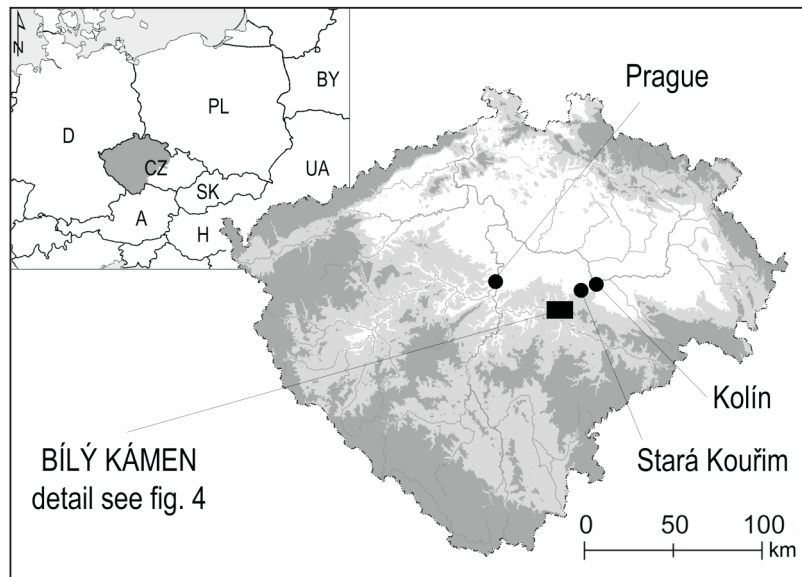 N
BY
PL
D
CZ
UA
SK
A
H
Prague
Kolín
BÍLÝ KÁMEN
detail see fig. 4
Stará Kouřim
0 50 100
km